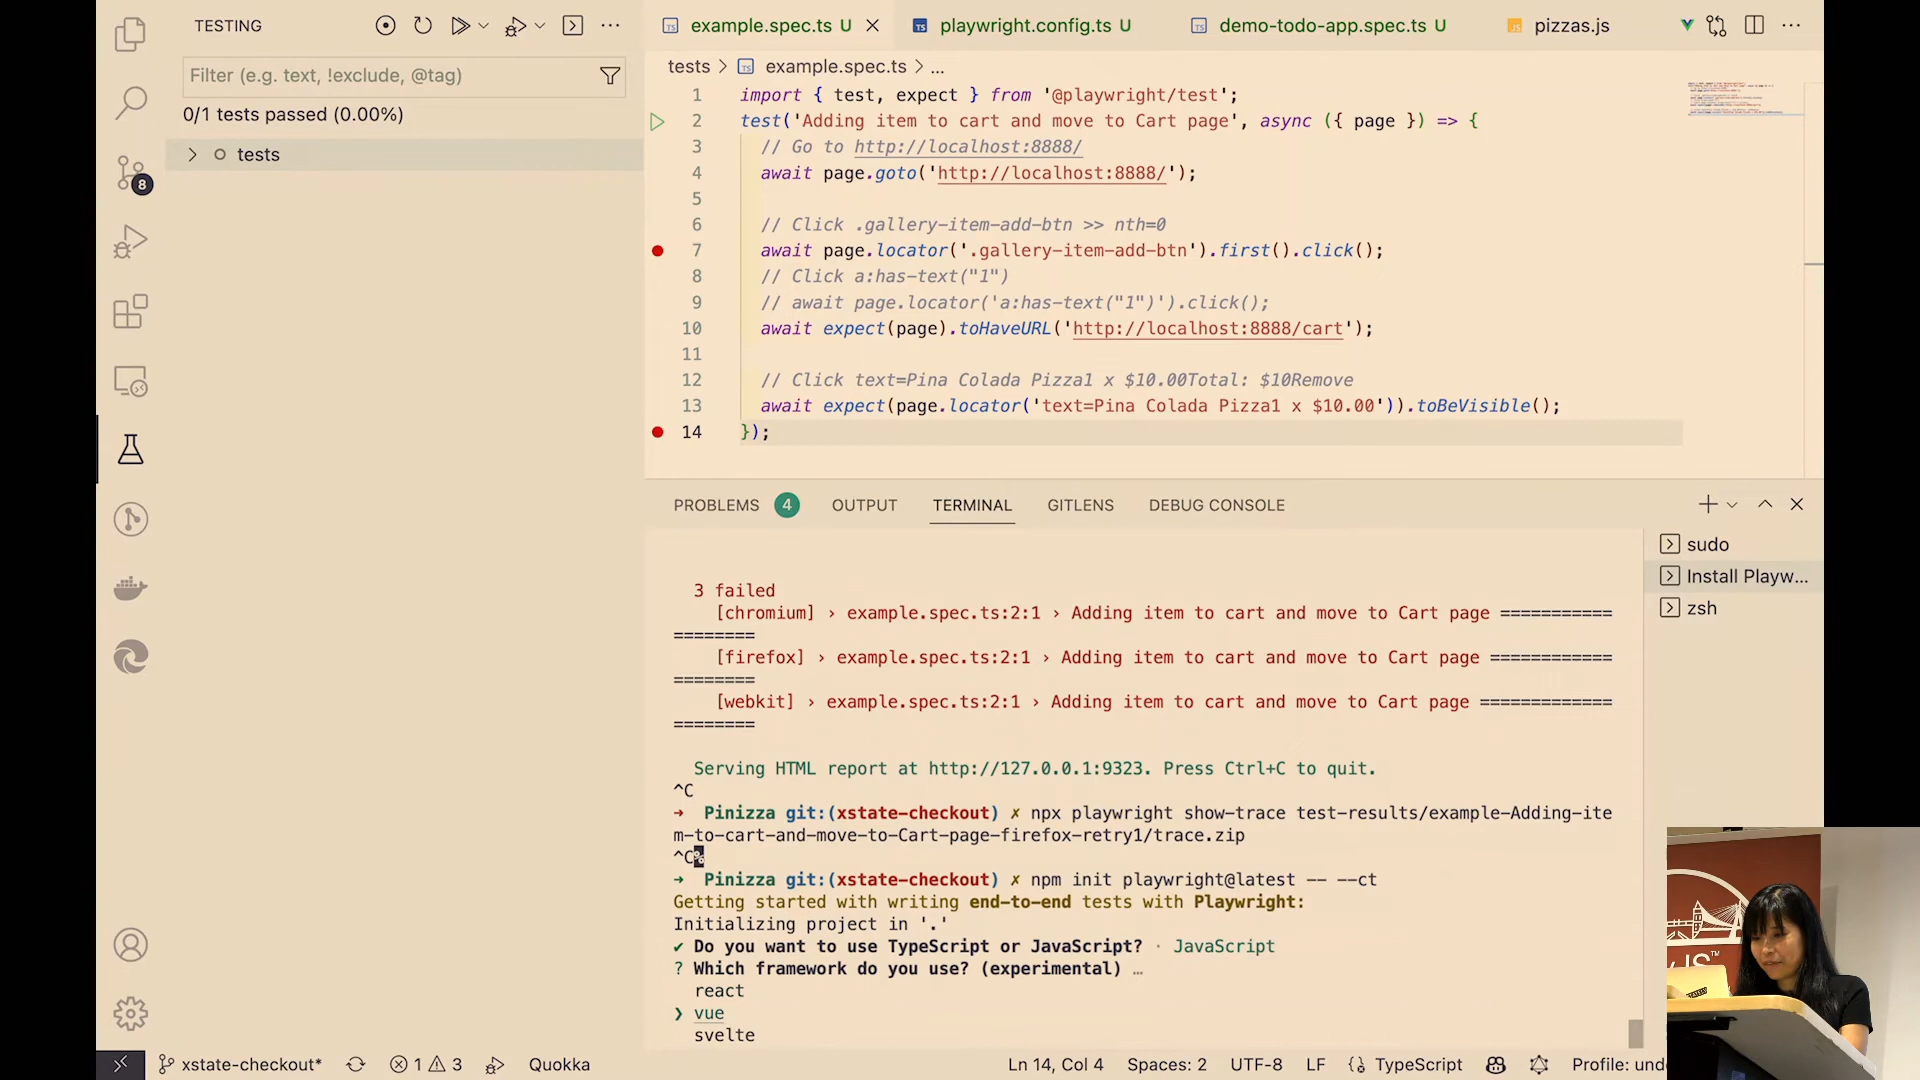 TESTING
Filter (e.g. text, !exclude, @tag)
0/1 tests passed (0.00%)
tests
8
example.spec.ts U
playwright.config.ts U
demo-todo-app.spec.ts U
pizzas.js
tests > example.spec.ts > ...
1 import { test, expect } from '@playwright/test';
2 test('Adding item to cart and move to Cart page', async ({ page }) => {
3 // Go to http://localhost:8888/
4 await page.goto('http://localhost:8888/');
5
6 // Click .gallery-item-add-btn >> nth=0
7 await page.locator('.gallery-item-add-btn').first().click();
8 // Click a:has-text("1")
9 // await page.locator('a:has-text("1")').click();
10 await expect(page).toHaveURL('http://localhost:8888/cart');
11
12 // Click text=Pina Colada Pizza1 x $10.00Total: $10Remove
13 await expect(page.locator('text=Pina Colada Pizza1 x $10.00')).toBeVisible();
14 });
PROBLEMS 4 OUTPUT TERMINAL GITLENS DEBUG CONSOLE
sudo
Install Playw...
zsh
3 failed
[chromium] › example.spec.ts:2:1 › Adding item to cart and move to Cart page ===========
========
[firefox] › example.spec.ts:2:1 › Adding item to cart and move to Cart page ============
========
[webkit] › example.spec.ts:2:1 › Adding item to cart and move to Cart page =============
========
Serving HTML report at http://127.0.0.1:9323. Press Ctrl+C to quit.
^C
➜ Pinizza git:(xstate-checkout) ✗ npx playwright show-trace test-results/example-Adding-ite
m-to-cart-and-move-to-Cart-page-firefox-retry1/trace.zip
^C%
➜ Pinizza git:(xstate-checkout) ✗ npm init playwright@latest -- --ct
Getting started with writing end-to-end tests with Playwright:
Initializing project in '.'
✔ Do you want to use TypeScript or JavaScript? · JavaScript
? Which framework do you use? (experimental) …
react
❯ vue
svelte
xstate-checkout* 1 3 Quokka
Ln 14, Col 4 Spaces: 2 UTF-8 LF TypeScript Profile: und